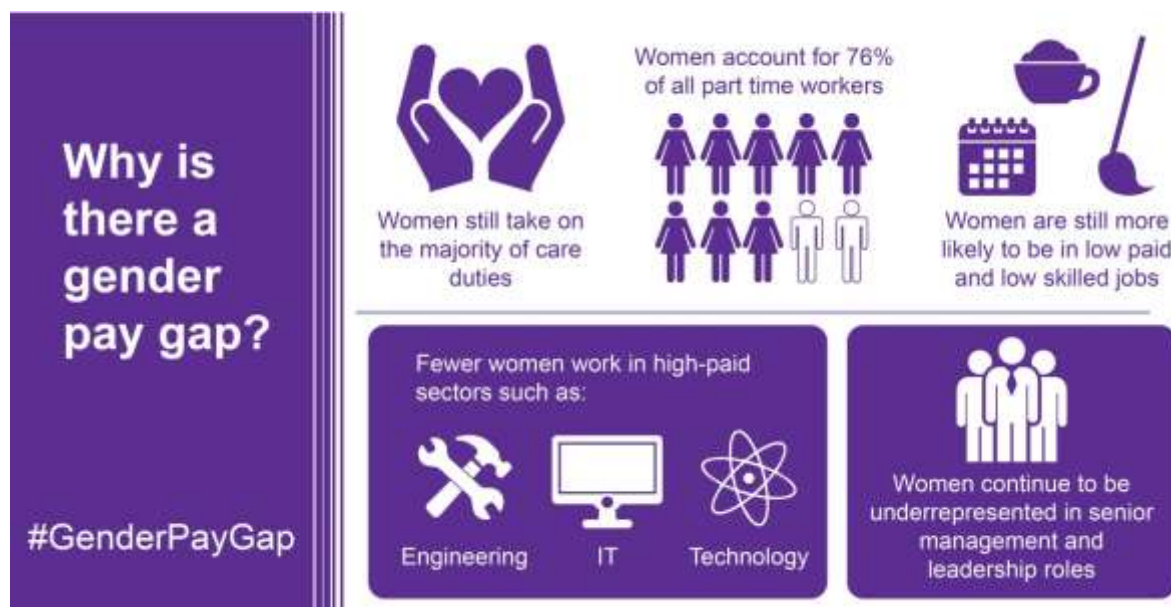 Why is
there a
gender
pay gap?
#GenderPayGap
Women still take on
the majority of care
duties
Women account for 76%
of all part time workers
Women are still more
likely to be in low paid
and low skilled jobs
Fewer women work in high-paid
sectors such as:
Engineering
IT
Technology
Women continue to be
underrepresented in senior
management and
leadership roles